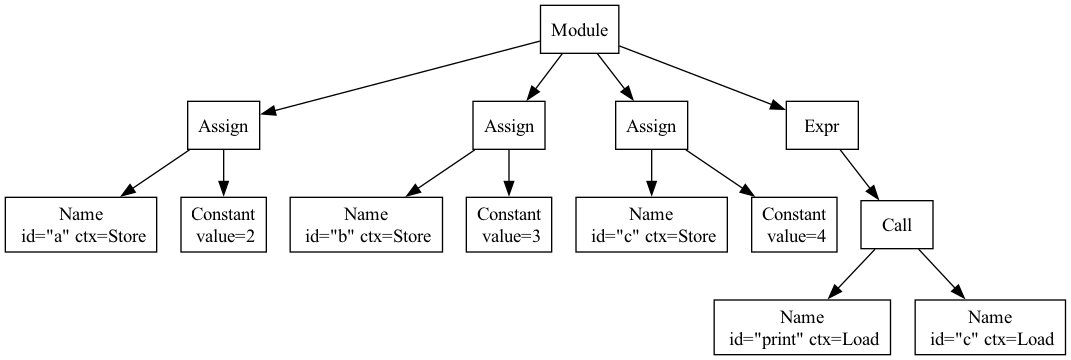 Module
Assign
Assign
Assign
Expr
Name
id="a" ctx=Store
Constant
value=2
Name
id="b" ctx=Store
Constant
value=3
Name
id="c" ctx=Store
Constant
value=4
Call
Name
id="print" ctx=Load
Name
id="c" ctx=Load